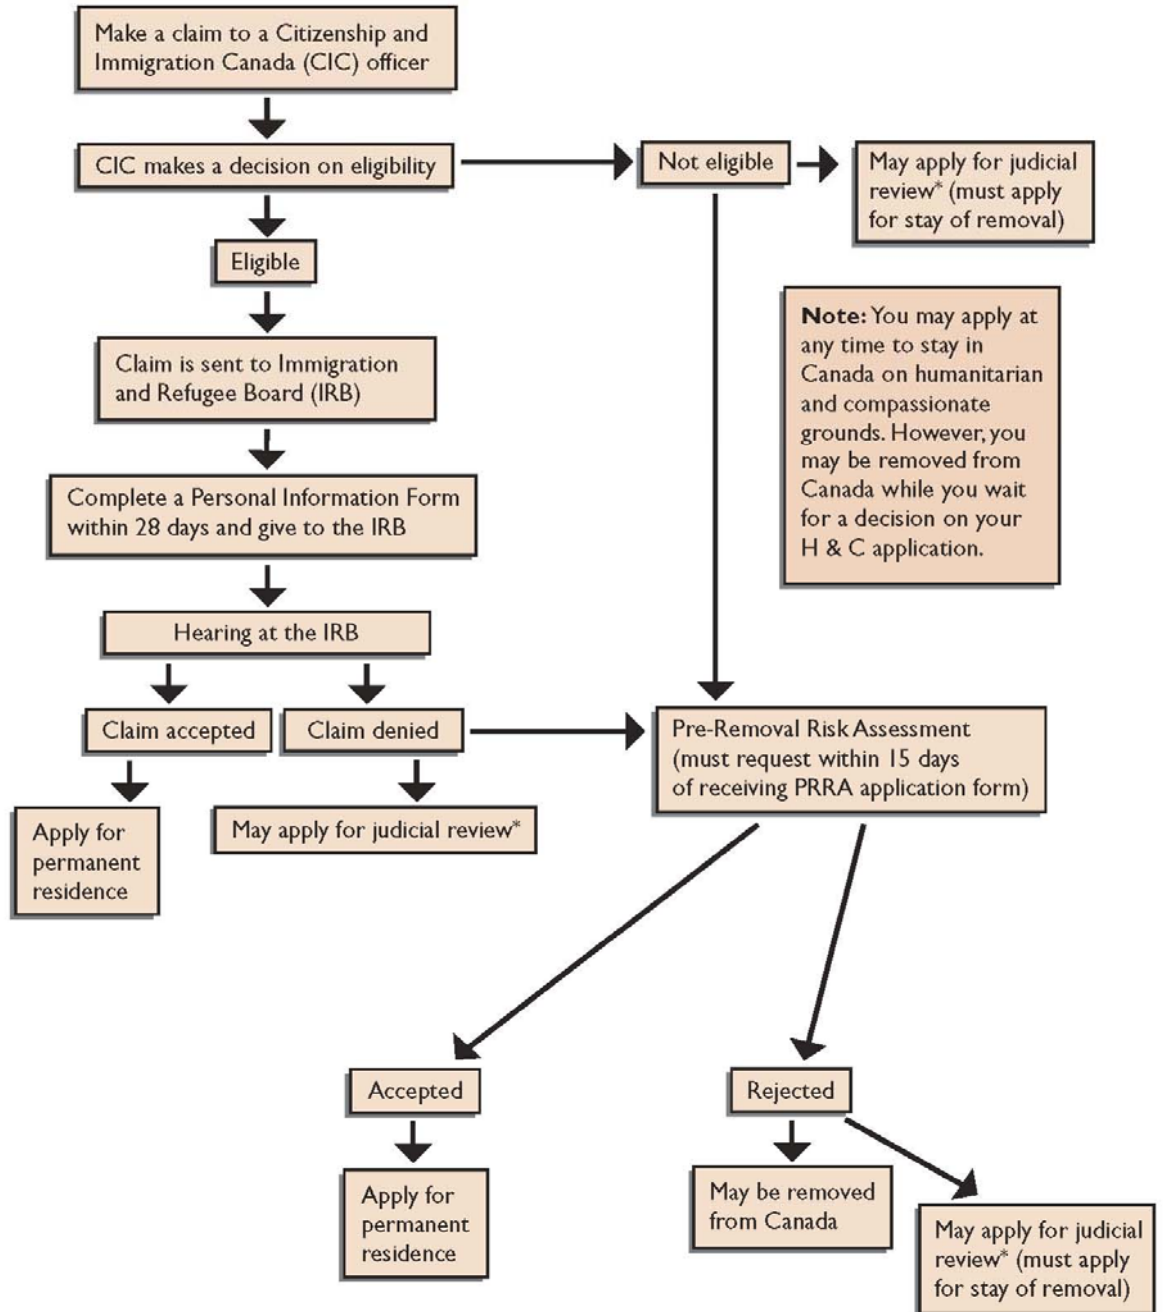 Make a claim to a Citizenship and
Immigration Canada (CIC) officer
CIC makes a decision on eligibility
Not eligible
May apply for judicial
review* (must apply
for stay of removal)
Eligible
Note: You may apply at
any time to stay in
Canada on humanitarian
and compassionate
grounds. However, you
may be removed from
Canada while you wait
for a decision on your
H & C application.
Claim is sent to Immigration
and Refugee Board (IRB)
Complete a Personal Information Form
within 28 days and give to the IRB
Hearing at the IRB
Claim accepted
Claim denied
Pre-Removal Risk Assessment
(must request within 15 days
of receiving PRRA application form)
Apply for
permanent
residence
May apply for judicial review*
Accepted
Rejected
Apply for
permanent
residence
May be removed
from Canada
May apply for judicial
review* (must apply
for stay of removal)